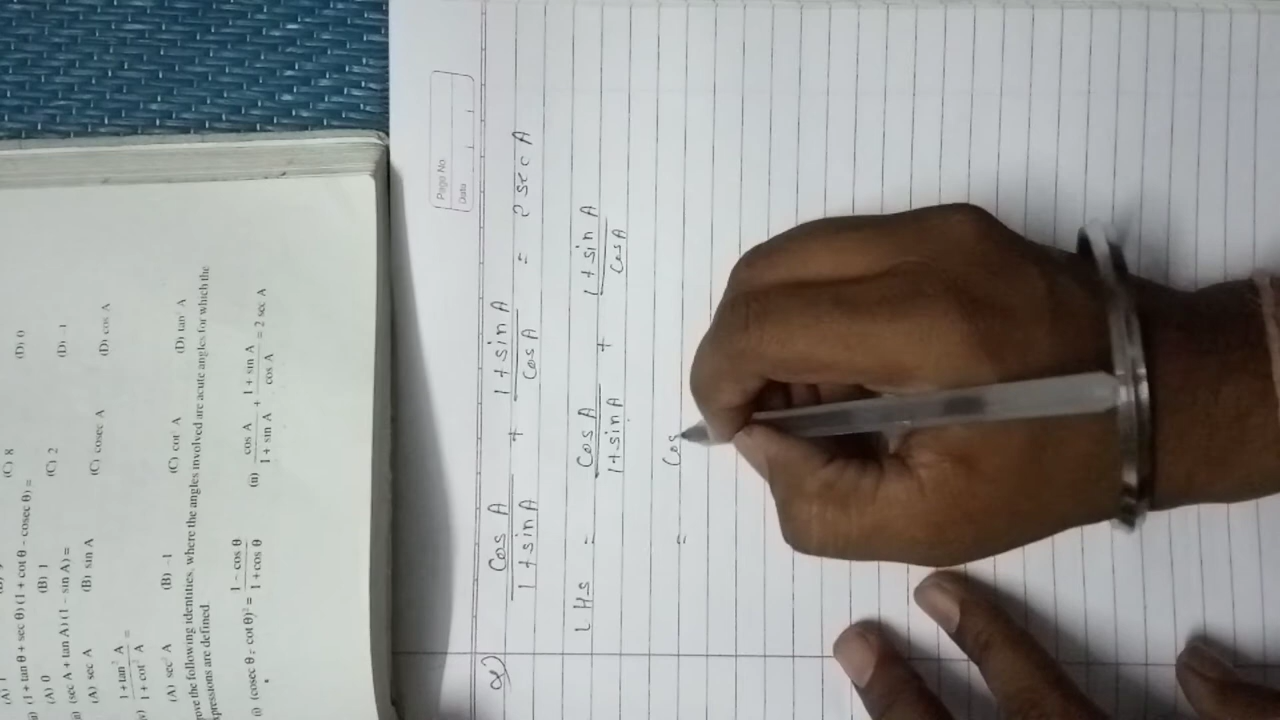 (C) 8 (D) 0
(1 + tan θ + sec θ) (1 + cot θ – cosec θ) =
(A) 0 (B) 1 (C) 2 (D) –1
(sec A + tan A) (1 – sin A) =
(A) sec A (B) sin A (C) cosec A (D) cos A
1+tan² A
1+cot² A =
(A) sec² A (B) –1 (C) cot² A (D) tan² A
the following identities, where the angles involved are acute angles for which the
expressions are defined.
(i) (cosec θ – cot θ)² = 1 – cos θ / 1 + cos θ (ii) cos A / 1 + sin A + 1 + sin A / cos A = 2 sec A
Page No
Date
Q) cos A / 1+sin A + 1+sin A / cos A = 2 sec A
LHS = cos A / 1+sin A + 1+sin A / cos A
= cos